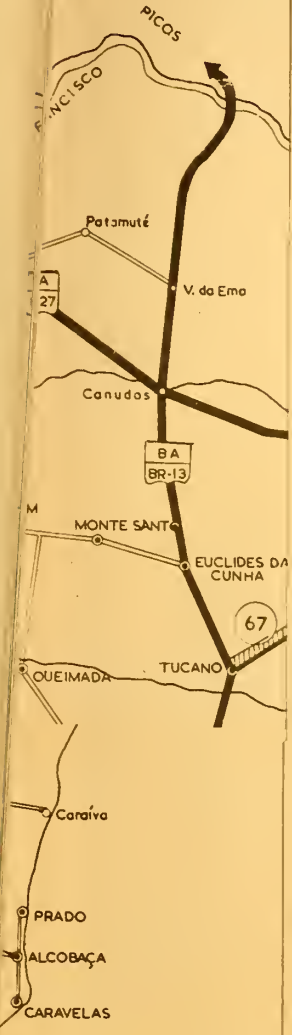 PICOS
NCISCO
Patamuté
A
27
V. da Ema
Canudos
BA
BR-13
M
MONTE SANTO
EUCLIDES DA
CUNHA
67
TUCANO
QUEIMADA
Caraíva
PRADO
ALCOBAÇA
CARAVELAS